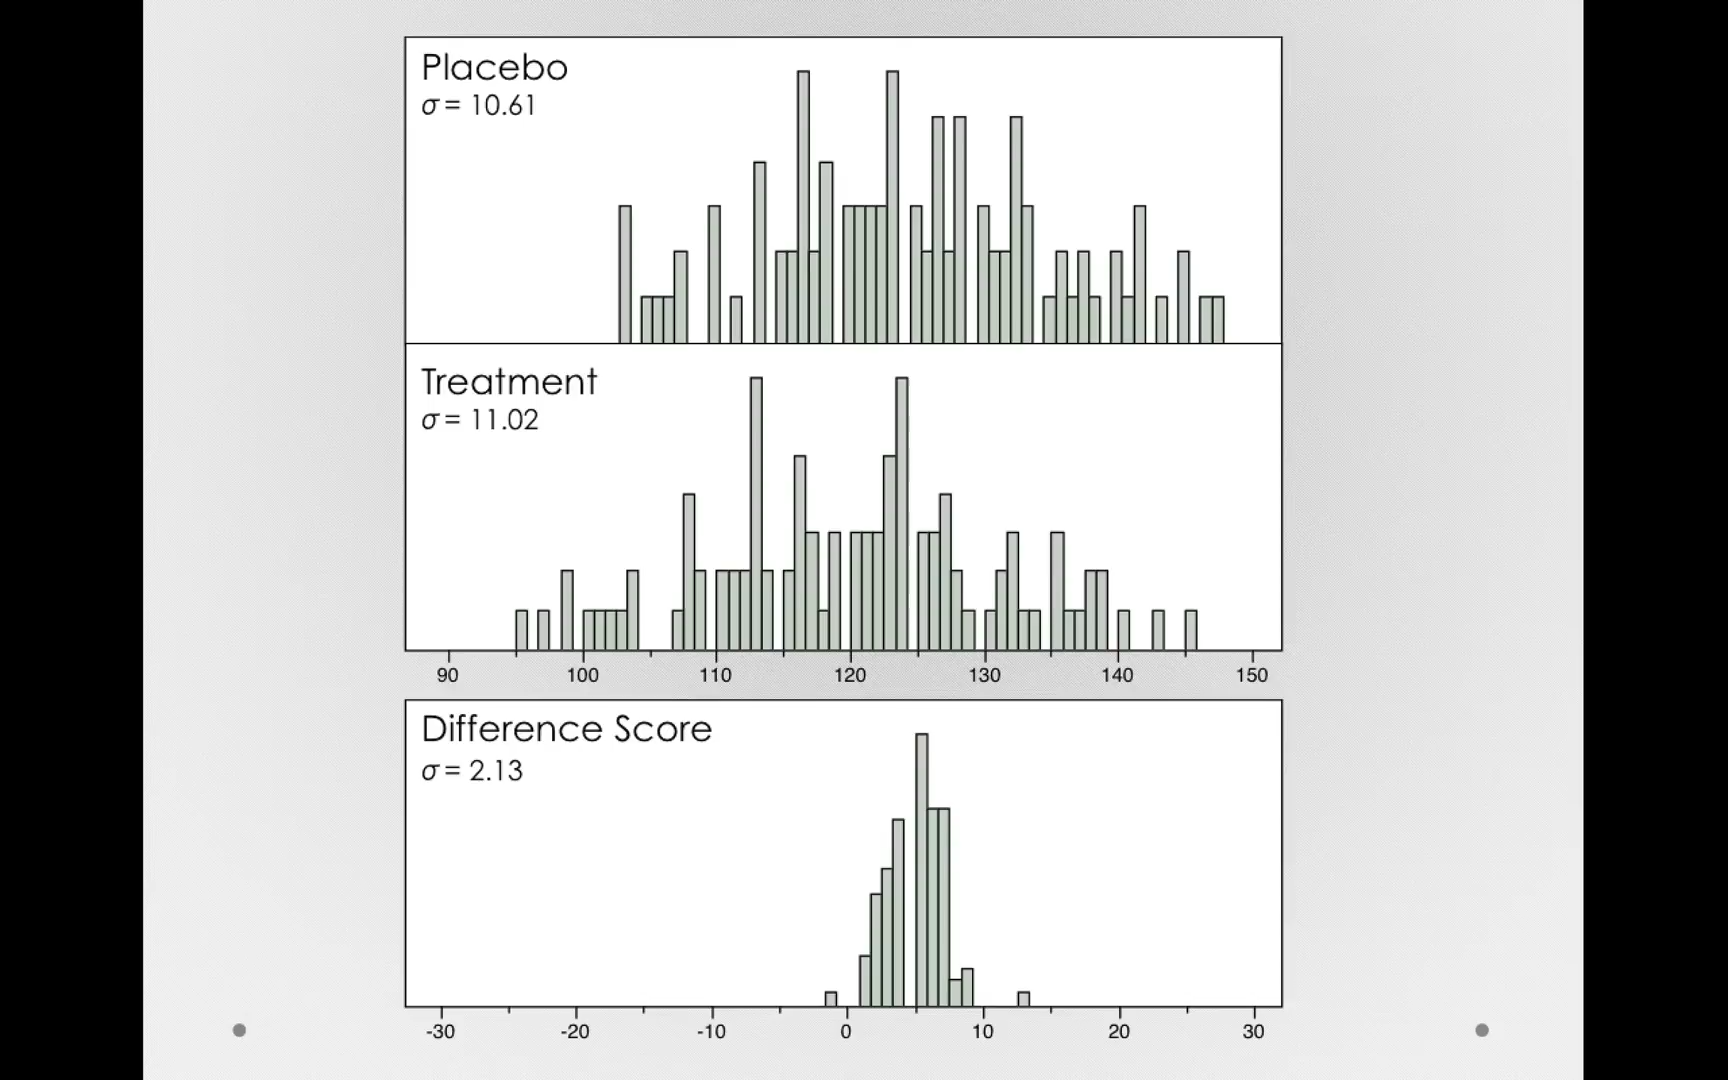 Placebo
σ = 10.61
Treatment
σ = 11.02
90 100 110 120 130 140 150
Difference Score
σ = 2.13
-30 -20 -10 0 10 20 30